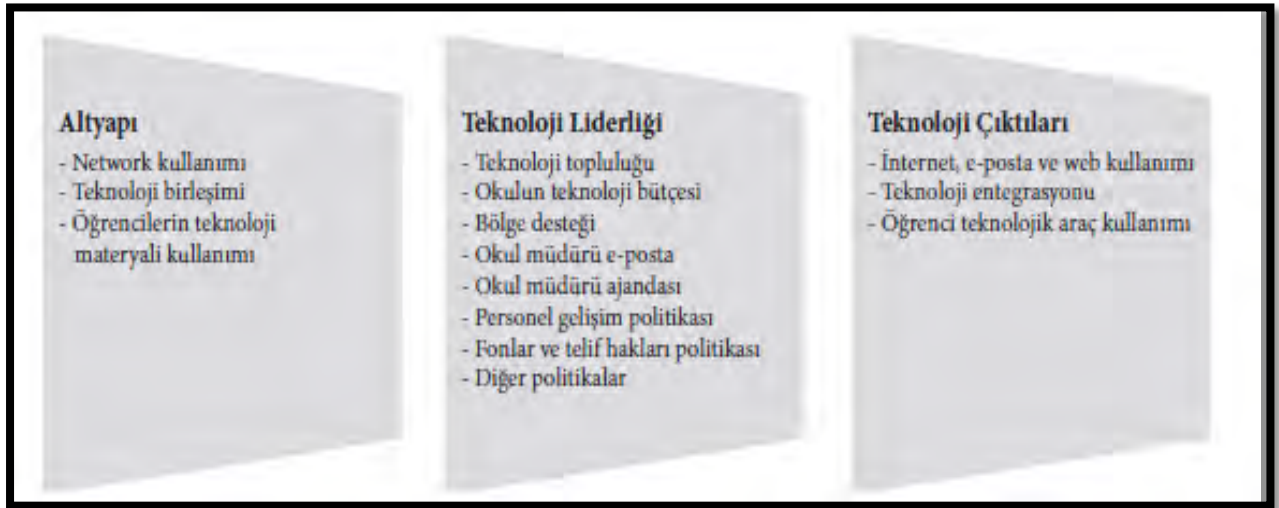 Altyapı
- Network kullanımı
- Teknoloji birleşimi
- Öğrencilerin teknoloji
materyali kullanımı
Teknoloji Liderliği
- Teknoloji topluluğu
- Okulun teknoloji bütçesi
- Bölge desteği
- Okul müdürü e-posta
- Okul müdürü ajandası
- Personel gelişim politikası
- Fonlar ve telif hakları politikası
- Diğer politikalar
Teknoloji Çıktıları
- İnternet, e-posta ve web kullanımı
- Teknoloji entegrasyonu
- Öğrenci teknolojik araç kullanımı